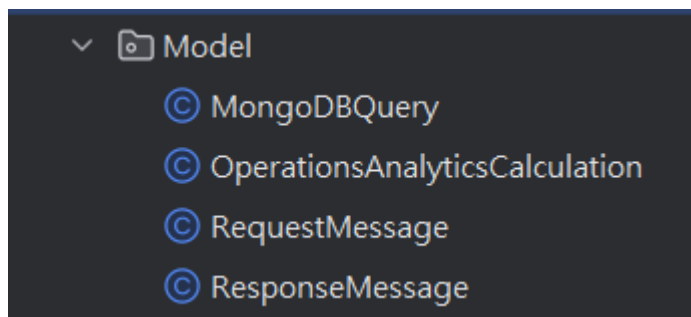 Model
© MongoDBQuery
© OperationsAnalyticsCalculation
© RequestMessage
© ResponseMessage